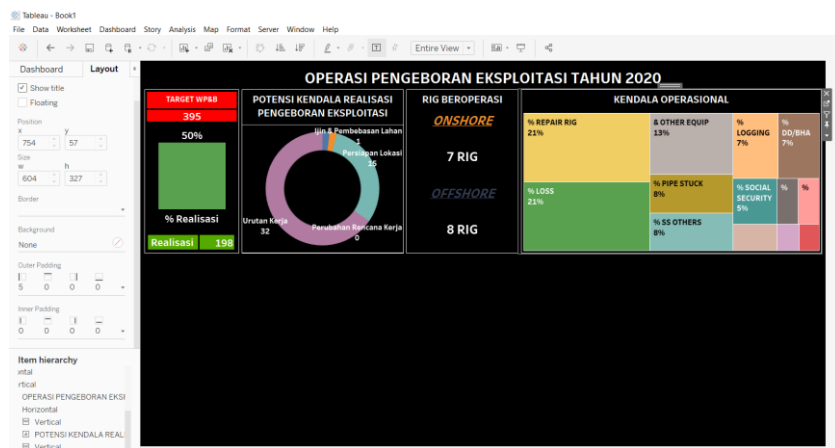 Tableau - Book1
File Data Worksheet Dashboard Story Analysis Map Format Server Window Help
Entire View
Dashboard Layout
Show title
Floating
Position
x y
754 57
Size
w h
604 327
Border
Background
None
Outer Padding
5 0 0 0
Inner Padding
0 0 0 0
Item hierarchy
ntal
rtical
OPERASI PENGEBORAN EKSI
Horizontal
Vertical
POTENSI KENDALA REAL
Vertical
OPERASI PENGEBORAN EKSPLOITASI TAHUN 2020
TARGET WP&B
395
50%
% Realisasi
Realisasi 198
POTENSI KENDALA REALISASI
PENGEBORAN EKSPLOITASI
Ijin & Pembebasan Lahan
1
Persiapan Lokasi
16
Urutan Kerja
32
Perubahan Rencana Kerja
0
RIG BEROPERASI
ONSHORE
7 RIG
OFFSHORE
8 RIG
KENDALA OPERASIONAL
% REPAIR RIG
21%
% LOSS
21%
& OTHER EQUIP
13%
% PIPE STUCK
8%
% SS OTHERS
8%
%
LOGGING
7%
%
DD/BHA
7%
% SOCIAL
SECURITY
5%
%
%